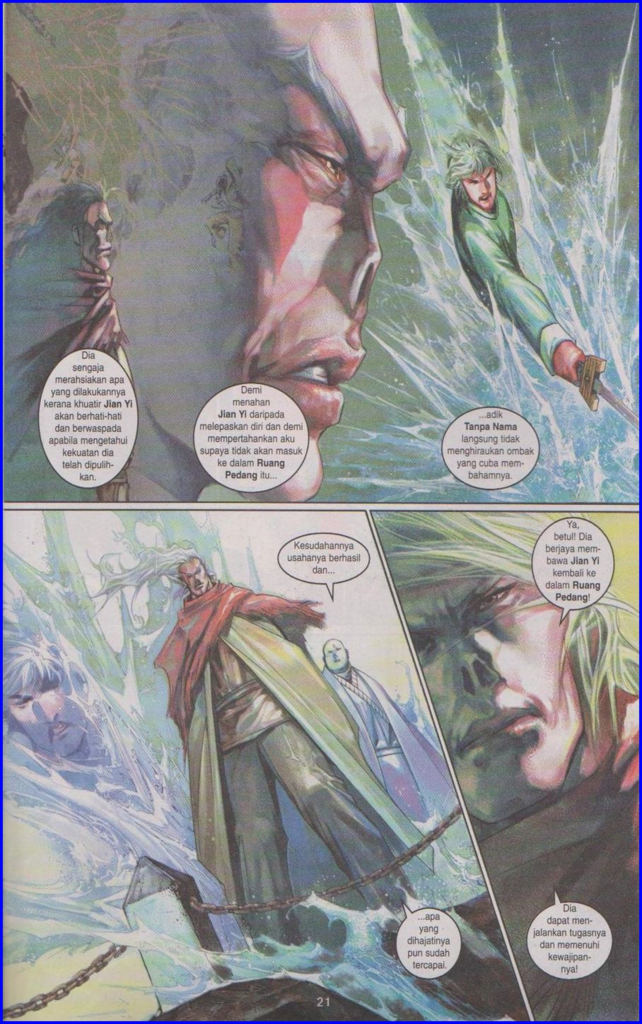 Dia
sengaja
merahsiakan apa
yang dilakukannya
kerana khuatir Jian Yi
akan berhati-hati
dan berwaspada
apabila mengetahui
kekuatan dia
telah dipulih-
kan.
Demi
menahan
Jian Yi daripada
melepaskan diri dan demi
mempertahankan aku
supaya tidak akan masuk
ke dalam Ruang
Pedang itu...
...adik
Tanpa Nama
langsung tidak
menghiraukan ombak
yang cuba mem-
bahamnya.
Kesudahannya
usahanya berhasil
dan...
...apa
yang
dihajatinya
pun sudah
tercapai.
Ya,
betul! Dia
berjaya mem-
bawa Jian Yi
kembali ke
dalam Ruang
Pedang!
Dia
dapat men-
jalankan tugasnya
dan memenuhi
kewajipan-
nya!
21